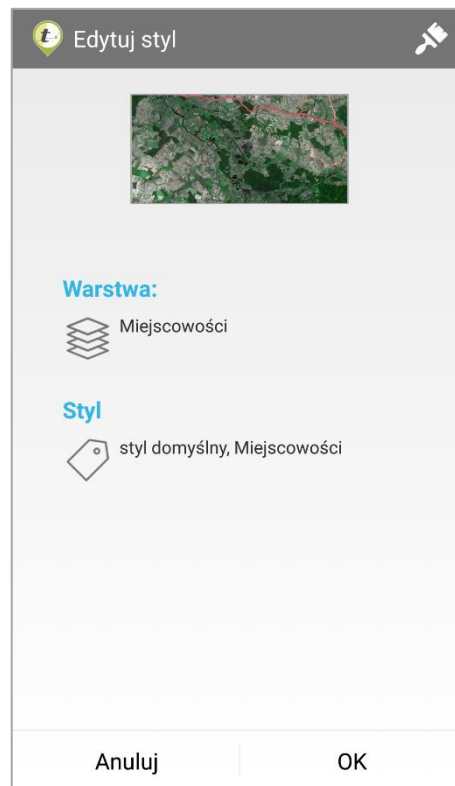 t
Edytuj styl
Warstwa:
Miejscowości
Styl
styl domyślny, Miejscowości
Anuluj
OK